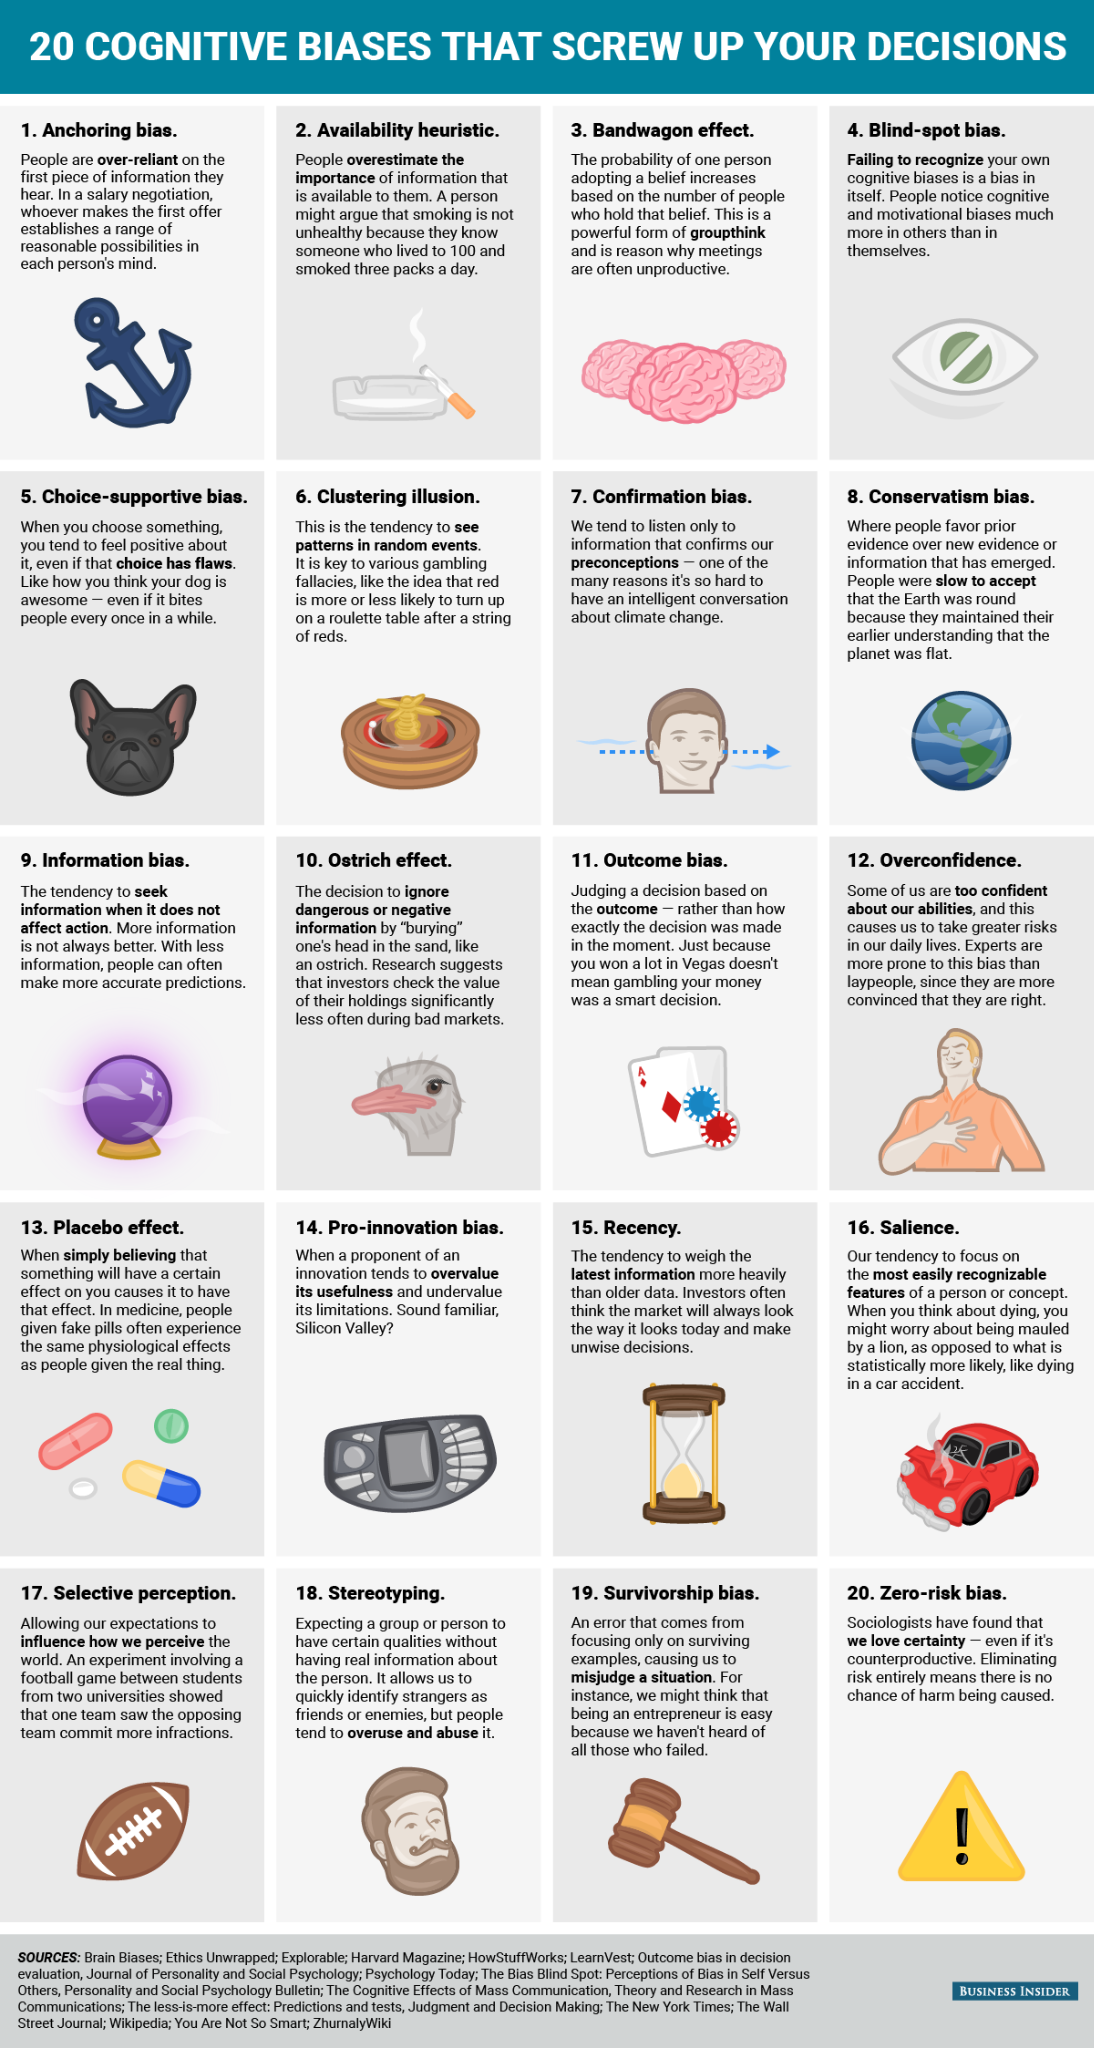 20 COGNITIVE BIASES THAT SCREW UP YOUR DECISIONS
1. Anchoring bias.
People are over-reliant on the
first piece of information they
hear. In a salary negotiation,
whoever makes the first offer
establishes a range of
reasonable possibilities in
each person's mind.
2. Availability heuristic.
People overestimate the
importance of information that
is available to them. A person
might argue that smoking is not
unhealthy because they know
someone who lived to 100 and
smoked three packs a day.
3. Bandwagon effect.
The probability of one person
adopting a belief increases
based on the number of people
who hold that belief. This is a
powerful form of groupthink
and is reason why meetings
are often unproductive.
4. Blind-spot bias.
Failing to recognize your own
cognitive biases is a bias in
itself. People notice cognitive
and motivational biases much
more in others than in
themselves.
5. Choice-supportive bias.
When you choose something,
you tend to feel positive about
it, even if that choice has flaws.
Like how you think your dog is
awesome — even if it bites
people every once in a while.
6. Clustering illusion.
This is the tendency to see
patterns in random events.
It is key to various gambling
fallacies, like the idea that red
is more or less likely to turn up
on a roulette table after a string
of reds.
7. Confirmation bias.
We tend to listen only to
information that confirms our
preconceptions — one of the
many reasons it's so hard to
have an intelligent conversation
about climate change.
8. Conservatism bias.
Where people favor prior
evidence over new evidence or
information that has emerged.
People were slow to accept
that the Earth was round
because they maintained their
earlier understanding that the
planet was flat.
9. Information bias.
The tendency to seek
information when it does not
affect action. More information
is not always better. With less
information, people can often
make more accurate predictions.
10. Ostrich effect.
The decision to ignore
dangerous or negative
information by “burying”
one's head in the sand, like
an ostrich. Research suggests
that investors check the value
of their holdings significantly
less often during bad markets.
11. Outcome bias.
Judging a decision based on
the outcome — rather than how
exactly the decision was made
in the moment. Just because
you won a lot in Vegas doesn't
mean gambling your money
was a smart decision.
A
12. Overconfidence.
Some of us are too confident
about our abilities, and this
causes us to take greater risks
in our daily lives. Experts are
more prone to this bias than
laypeople, since they are more
convinced that they are right.
13. Placebo effect.
When simply believing that
something will have a certain
effect on you causes it to have
that effect. In medicine, people
given fake pills often experience
the same physiological effects
as people given the real thing.
14. Pro-innovation bias.
When a proponent of an
innovation tends to overvalue
its usefulness and undervalue
its limitations. Sound familiar,
Silicon Valley?
15. Recency.
The tendency to weigh the
latest information more heavily
than older data. Investors often
think the market will always look
the way it looks today and make
unwise decisions.
16. Salience.
Our tendency to focus on
the most easily recognizable
features of a person or concept.
When you think about dying, you
might worry about being mauled
by a lion, as opposed to what is
statistically more likely, like dying
in a car accident.
17. Selective perception.
Allowing our expectations to
influence how we perceive the
world. An experiment involving a
football game between students
from two universities showed
that one team saw the opposing
team commit more infractions.
18. Stereotyping.
Expecting a group or person to
have certain qualities without
having real information about
the person. It allows us to
quickly identify strangers as
friends or enemies, but people
tend to overuse and abuse it.
19. Survivorship bias.
An error that comes from
focusing only on surviving
examples, causing us to
misjudge a situation. For
instance, we might think that
being an entrepreneur is easy
because we haven't heard of
all those who failed.
20. Zero-risk bias.
Sociologists have found that
we love certainty — even if it's
counterproductive. Eliminating
risk entirely means there is no
chance of harm being caused.
!
SOURCES: Brain Biases; Ethics Unwrapped; Explorable; Harvard Magazine; HowStuffWorks; LearnVest; Outcome bias in decision
evaluation, Journal of Personality and Social Psychology; Psychology Today; The Bias Blind Spot: Perceptions of Bias in Self Versus
Others, Personality and Social Psychology Bulletin; The Cognitive Effects of Mass Communication, Theory and Research in Mass
Communications; The less-is-more effect: Predictions and tests, Judgment and Decision Making; The New York Times; The Wall
Street Journal; Wikipedia; You Are Not So Smart; ZhurnalyWiki
BUSINESS INSIDER